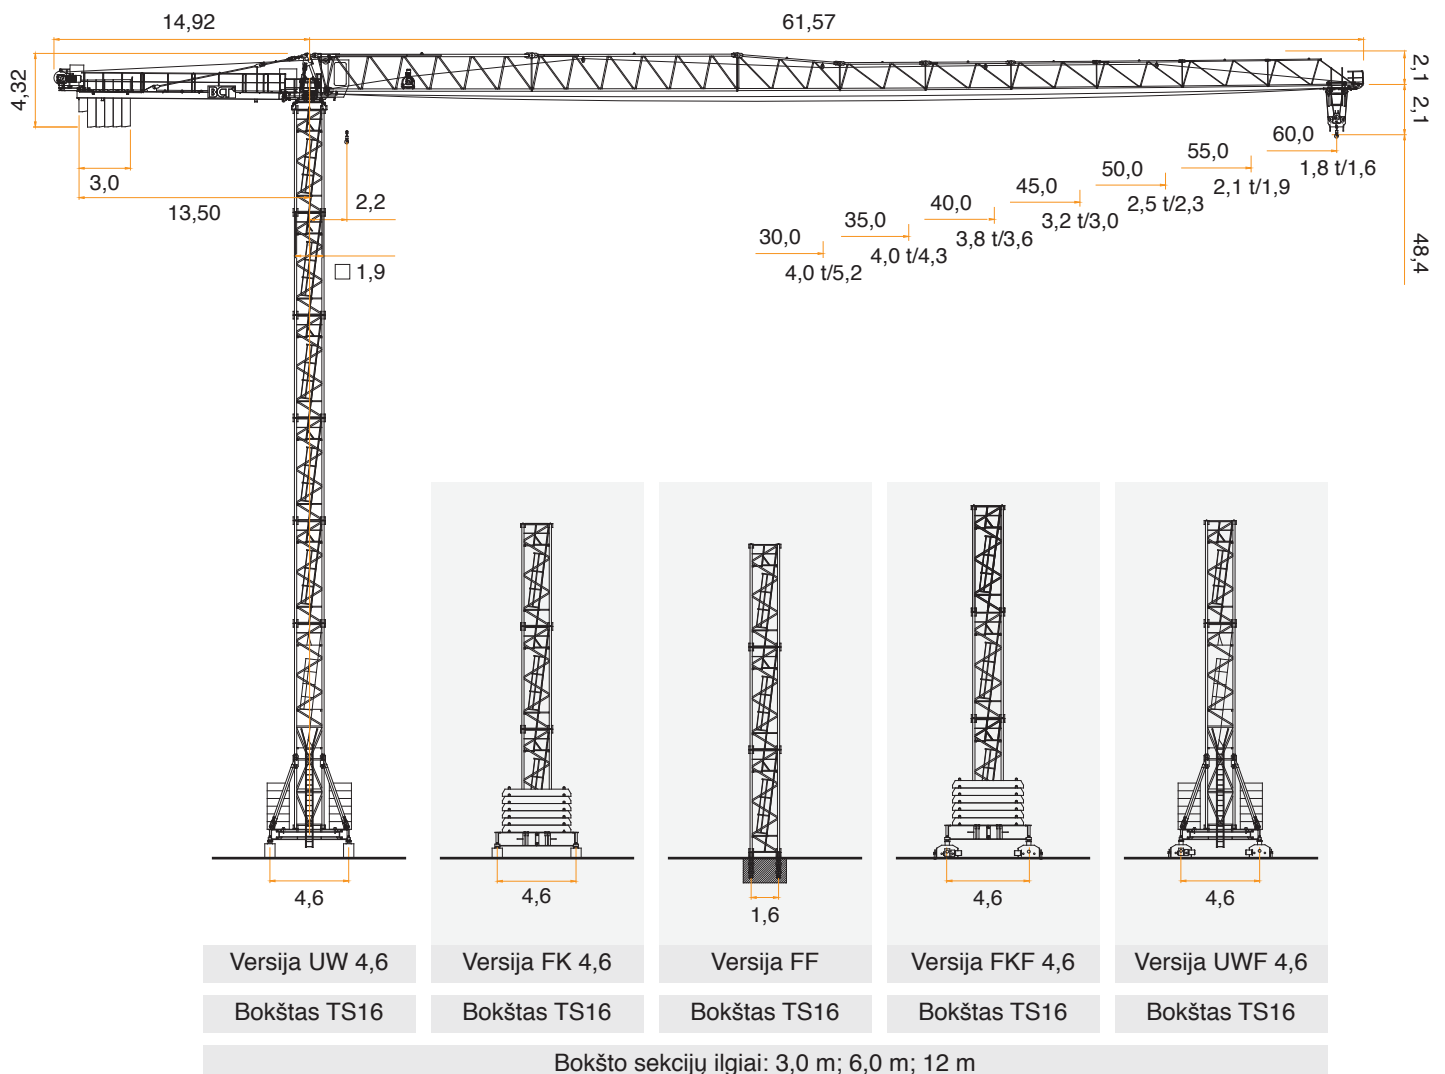 14,92
61,57
4,32
2,1
2,1
BCT
60,0
1,8 t/1,6
55,0
2,1 t/1,9
50,0
2,5 t/2,3
45,0
3,2 t/3,0
40,0
3,8 t/3,6
35,0
4,0 t/4,3
30,0
4,0 t/5,2
3,0
13,50
2,2
1,9
48,4
4,6
4,6
1,6
4,6
4,6
Versija UW 4,6
Versija FK 4,6
Versija FF
Versija FKF 4,6
Versija UWF 4,6
Bokštas TS16
Bokštas TS16
Bokštas TS16
Bokštas TS16
Bokštas TS16
Bokšto sekcijų ilgiai: 3,0 m; 6,0 m; 12 m